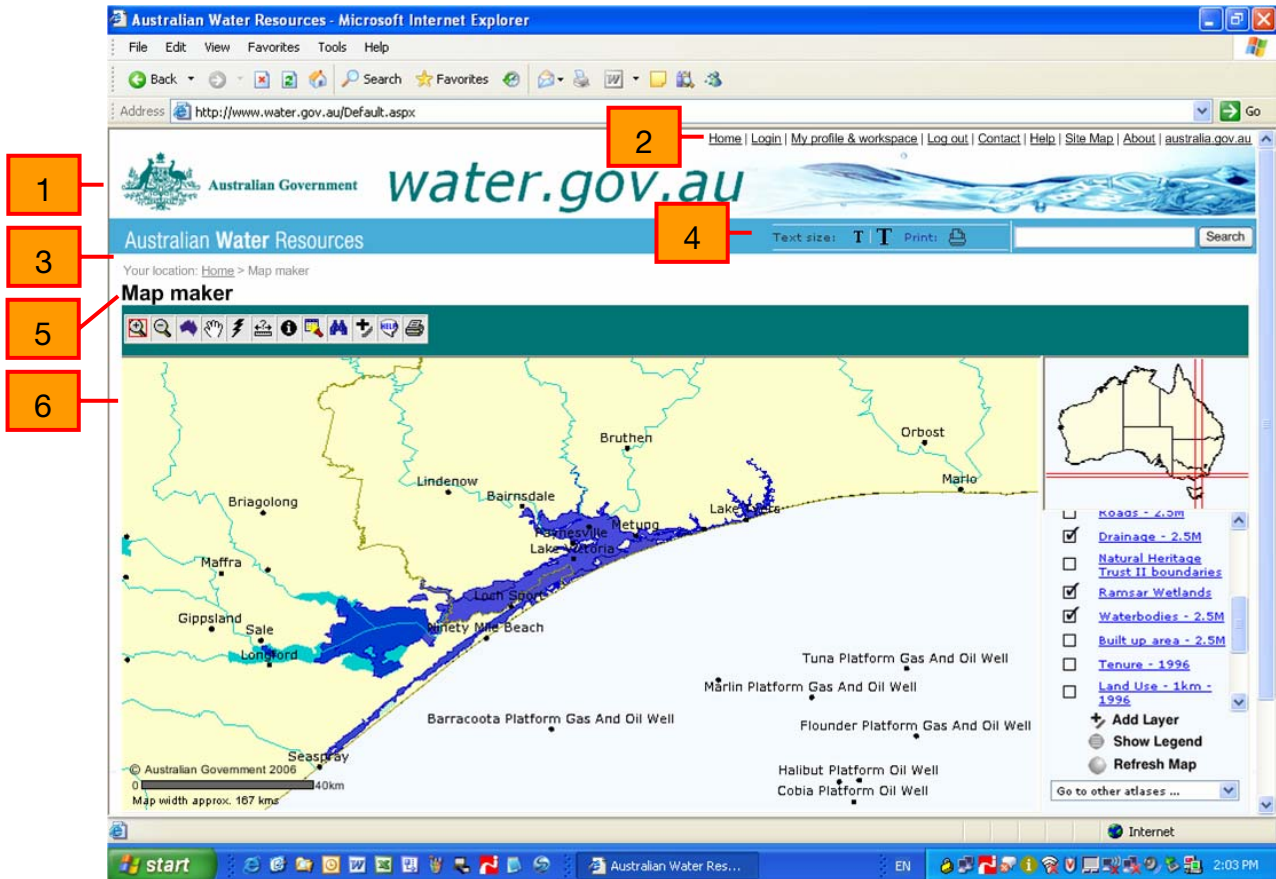 Australian Water Resources - Microsoft Internet Explorer
File Edit View Favorites Tools Help
Back Search Favorites
Address http://www.water.gov.au/Default.aspx Go
2
Home | Login | My profile & workspace | Log out | Contact | Help | Site Map | About | australia.gov.au
1
Australian Government water.gov.au
4
Australian Water Resources Text size: T | T Print: Search
3
Your location: Home > Map maker
5
Map maker
HELP
6
Orbost
Bruthen
Lindenow
Marlo
Bairnsdale
Briagolong
Lake Tyers
Metung
Paynesville
Lake Victoria
Maffra
Loch Sport
Gippsland
Sale
Ninety Mile Beach
Longford
Tuna Platform Gas And Oil Well
Marlin Platform Gas And Oil Well
Barracoota Platform Gas And Oil Well
Flounder Platform Gas And Oil Well
Seaspray
Halibut Platform Oil Well
Cobia Platform Oil Well
© Australian Government 2006
0 40km
Map width approx. 167 kms
Roads - 2.5M
Drainage - 2.5M
Natural Heritage
Trust II boundaries
Ramsar Wetlands
Waterbodies - 2.5M
Built up area - 2.5M
Tenure - 1996
Land Use - 1km -
1996
Add Layer
Show Legend
Refresh Map
Go to other atlases ...
Internet
start Australian Water Res... EN 2:03 PM